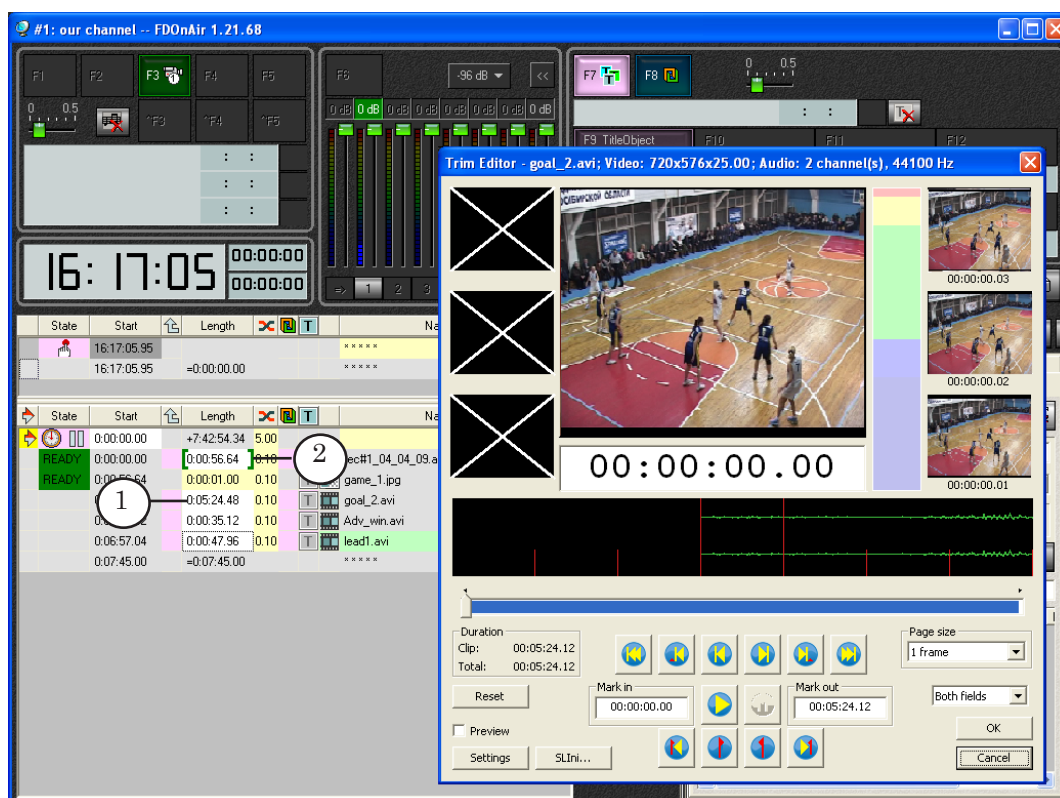 #1: our channel -- FDOnAir 1.21.68
F1 F2 F3 F4 F5
0 0.5
^F3 ^F4 ^F5
: :
: :
: :
F6 -96 dB <<
0 dB 0 dB 0 dB 0 dB 0 dB 0 dB 0 dB 0 dB
F7 F8 0 0.5
: :
F9 TitleObject F10 F11 F12
16:17:05 00:00:00
00:00:00
=> 1 2 3
State Start Length T Na
16:17:05.95 *****
16:17:05.95 =0:00:00.00 *****
State Start Length T Na
0:00:00.00 +7:42:54.34 5.00
READY 0:00:00.00 0:00:56.64 0.10 ec#1_04_04_09.a
READY 0:00:56.64 0:00:01.00 0.10 T game_1.jpg
0:05:24.48 0.10 T goal_2.avi
0:00:35.12 0.10 T Adv_win.avi
0:06:57.04 0:00:47.96 0.10 T lead1.avi
0:07:45.00 =0:07:45.00 *****
1
2
Trim Editor - goal_2.avi; Video: 720x576x25.00; Audio: 2 channel(s), 44100 Hz
ОСИБИРСКОЙ ОБЛАСТИ
00:00:00.03
00:00:00.02
00:00:00.01
00:00:00.00
Duration
Clip: 00:05:24.12
Total: 00:05:24.12
Page size
1 frame
Reset
Mark in
00:00:00.00
Mark out
00:05:24.12
Both fields
Preview
OK
Settings
SLIni...
Cancel